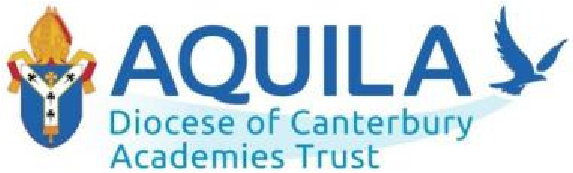 AQUILA
Diocese of Canterbury
Academies Trust